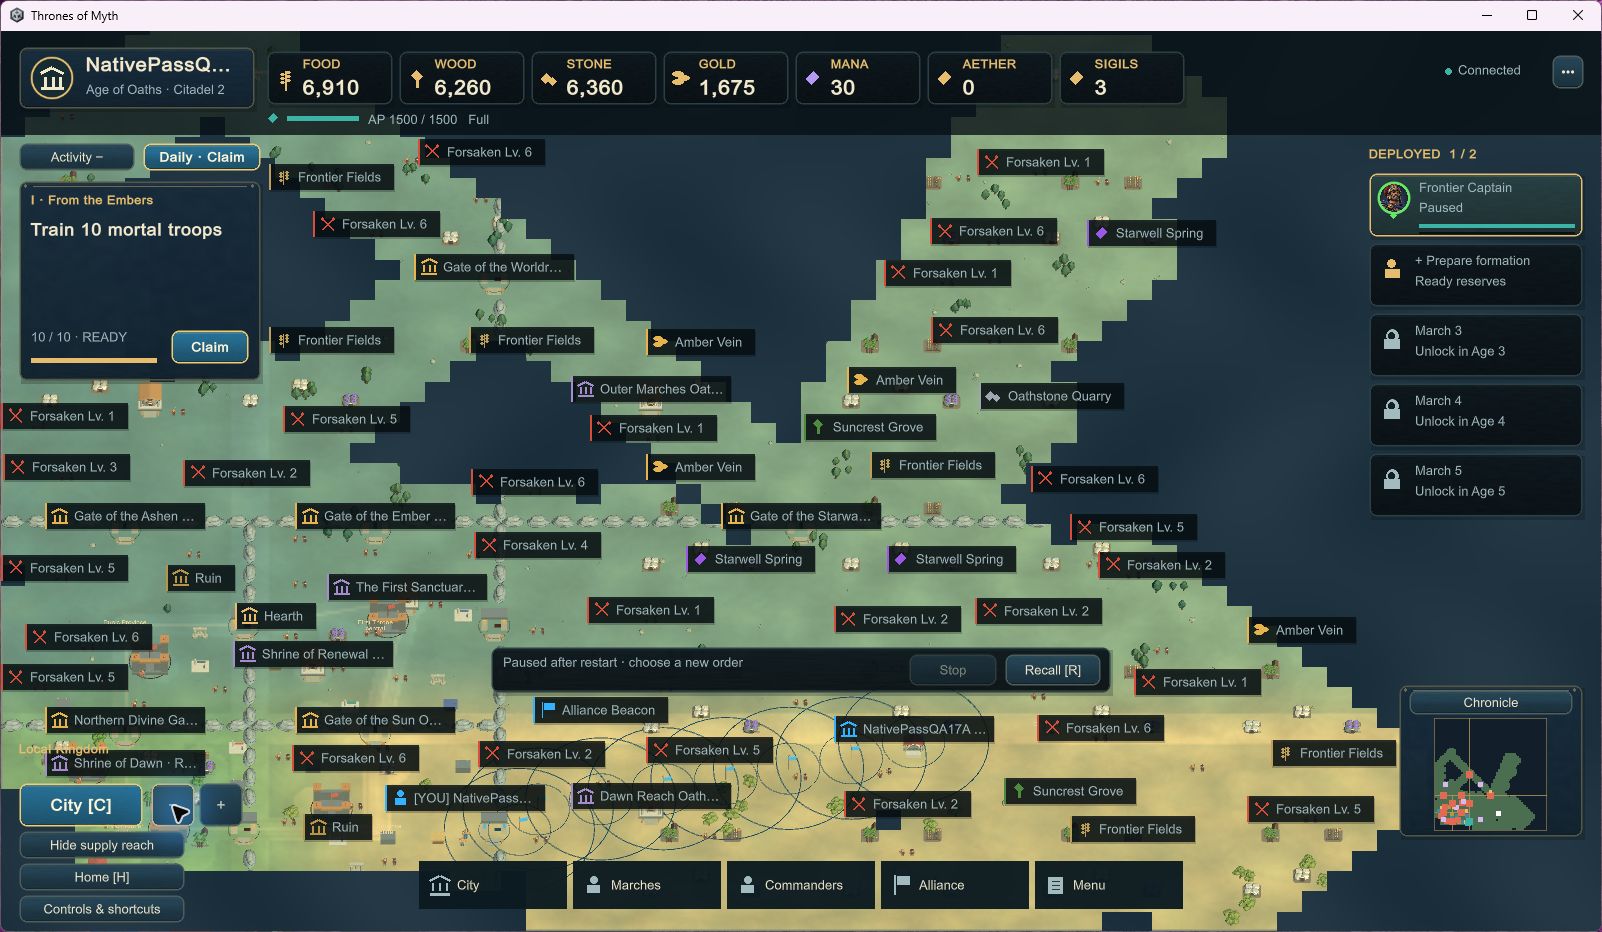 Thrones of Myth
NativePassQ...
Age of Oaths · Citadel 2
FOOD
6,910
WOOD
6,260
STONE
6,360
GOLD
1,675
MANA
30
AETHER
0
SIGILS
3
Connected
AP 1500 / 1500 Full
Activity –
Daily · Claim
I · From the Embers
Train 10 mortal troops
10 / 10 · READY
Claim
DEPLOYED 1 / 2
Frontier Captain
Paused
+ Prepare formation
Ready reserves
March 3
Unlock in Age 3
March 4
Unlock in Age 4
March 5
Unlock in Age 5
Forsaken Lv. 6
Forsaken Lv. 1
Frontier Fields
Forsaken Lv. 6
Forsaken Lv. 6
Starwell Spring
Gate of the Worldr...
Forsaken Lv. 1
Forsaken Lv. 6
Frontier Fields
Frontier Fields
Amber Vein
Amber Vein
Outer Marches Oat...
Oathstone Quarry
Forsaken Lv. 1
Forsaken Lv. 5
Forsaken Lv. 1
Suncrest Grove
Forsaken Lv. 3
Forsaken Lv. 2
Amber Vein
Frontier Fields
Forsaken Lv. 6
Forsaken Lv. 6
Gate of the Ashen ...
Gate of the Ember ...
Gate of the Starwa...
Forsaken Lv. 5
Forsaken Lv. 4
Starwell Spring
Starwell Spring
Forsaken Lv. 2
Forsaken Lv. 5
Ruin
The First Sanctuar...
Forsaken Lv. 1
Forsaken Lv. 2
Forsaken Lv. 2
Hearth
Amber Vein
Forsaken Lv. 6
Shrine of Renewal ...
Forsaken Lv. 5
Paused after restart · choose a new order
Stop
Recall [R]
Forsaken Lv. 1
Alliance Beacon
Northern Divine Ga...
Gate of the Sun O...
NativePassQA17A ...
Forsaken Lv. 6
Local Kingdom
Forsaken Lv. 6
Forsaken Lv. 2
Forsaken Lv. 5
Frontier Fields
Shrine of Dawn · R...
[YOU] NativePass...
Dawn Reach Oath...
Forsaken Lv. 2
Suncrest Grove
Forsaken Lv. 5
Ruin
Frontier Fields
Chronicle
City [C]
+
Hide supply reach
Home [H]
Controls & shortcuts
City
Marches
Commanders
Alliance
Menu